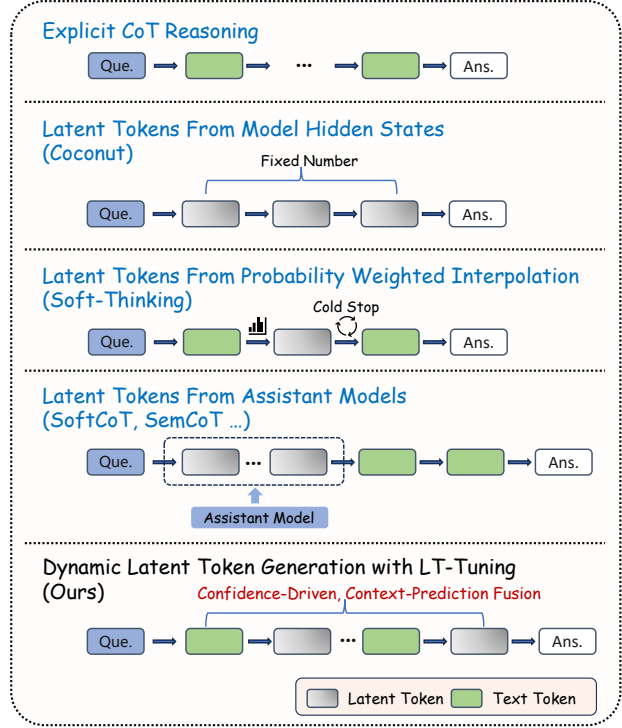 Explicit CoT Reasoning
Que.
...
Ans.
Latent Tokens From Model Hidden States
(Coconut)
Fixed Number
Que.
Ans.
Latent Tokens From Probability Weighted Interpolation
(Soft-Thinking)
Cold Stop
Que.
Ans.
Latent Tokens From Assistant Models
(SoftCoT, SemCoT ...)
Que.
...
Ans.
Assistant Model
Dynamic Latent Token Generation with LT-Tuning
(Ours)
Confidence-Driven, Context-Prediction Fusion
Que.
...
Ans.
Latent Token
Text Token